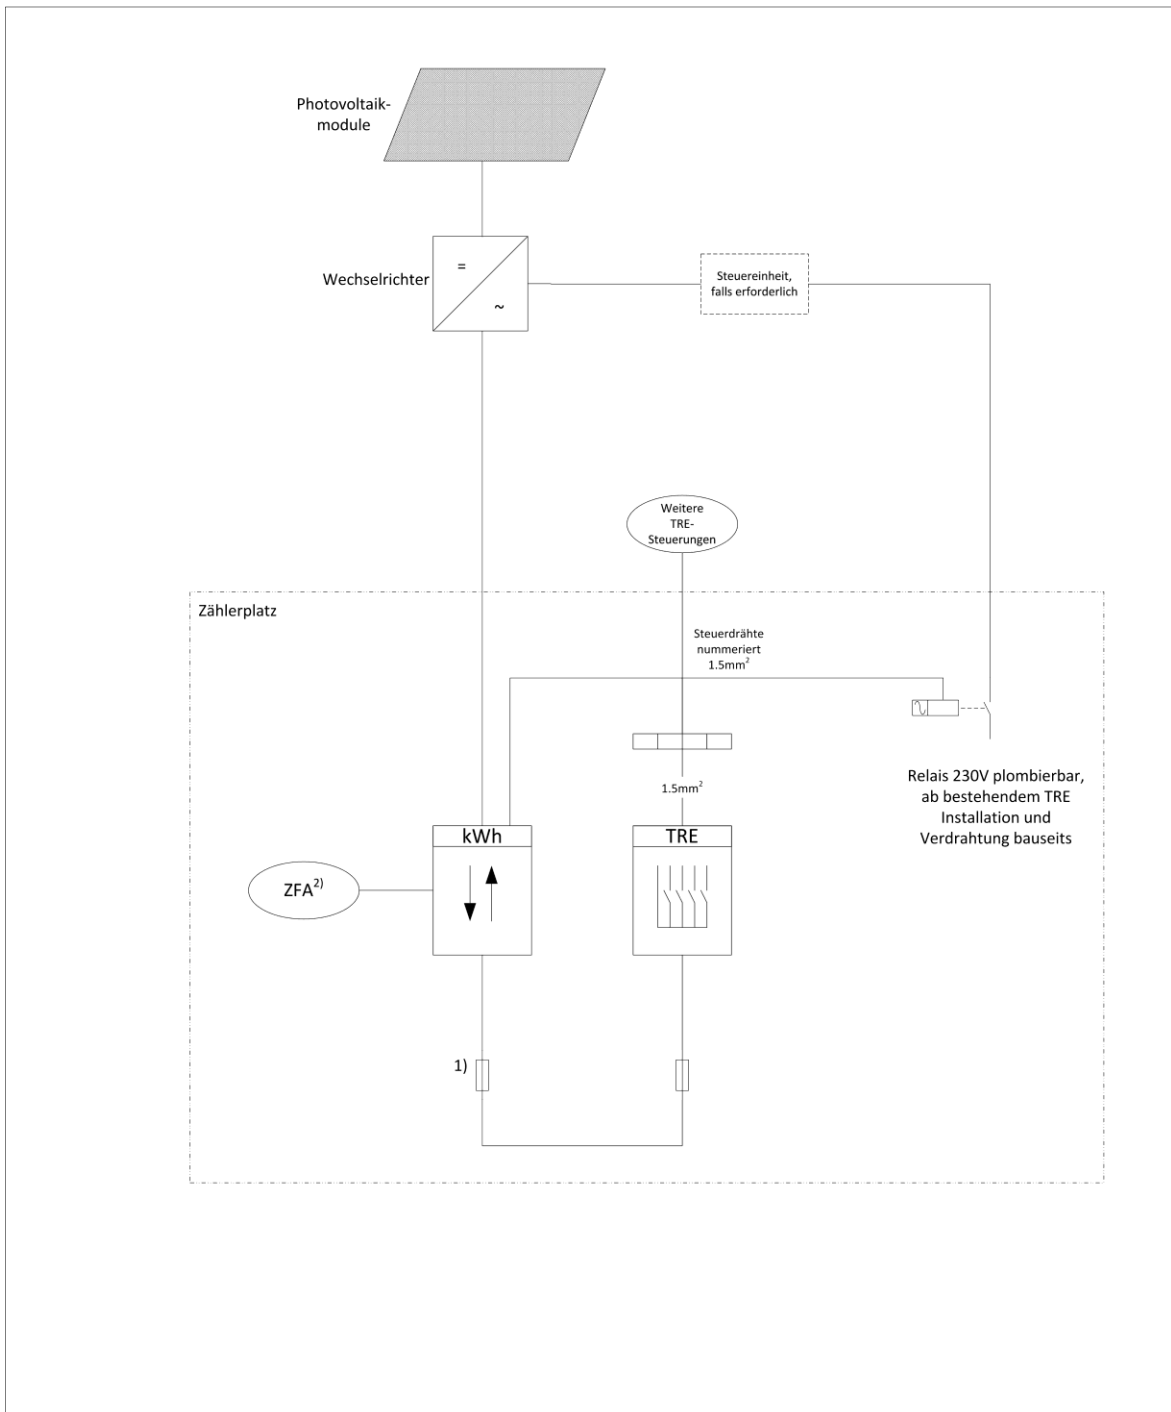 Photovoltaik-
module
Wechselrichter
=
~
Steuereinheit,
falls erforderlich
Weitere
TRE-
Steuerungen
Zählerplatz
Steuerdrähte
nummeriert
1.5mm²
Relais 230V plombierbar,
ab bestehendem TRE
Installation und
Verdrahtung bauseits
1.5mm²
kWh
TRE
ZFA²⁾
1)